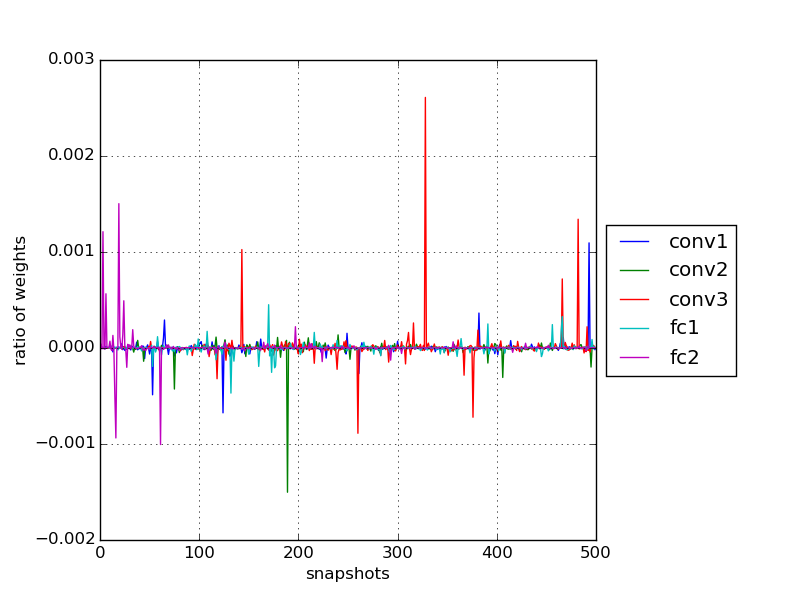 0.003
0.002
0.001
0.000
−0.001
−0.002
ratio of weights
0 100 200 300 400 500
snapshots
conv1
conv2
conv3
fc1
fc2